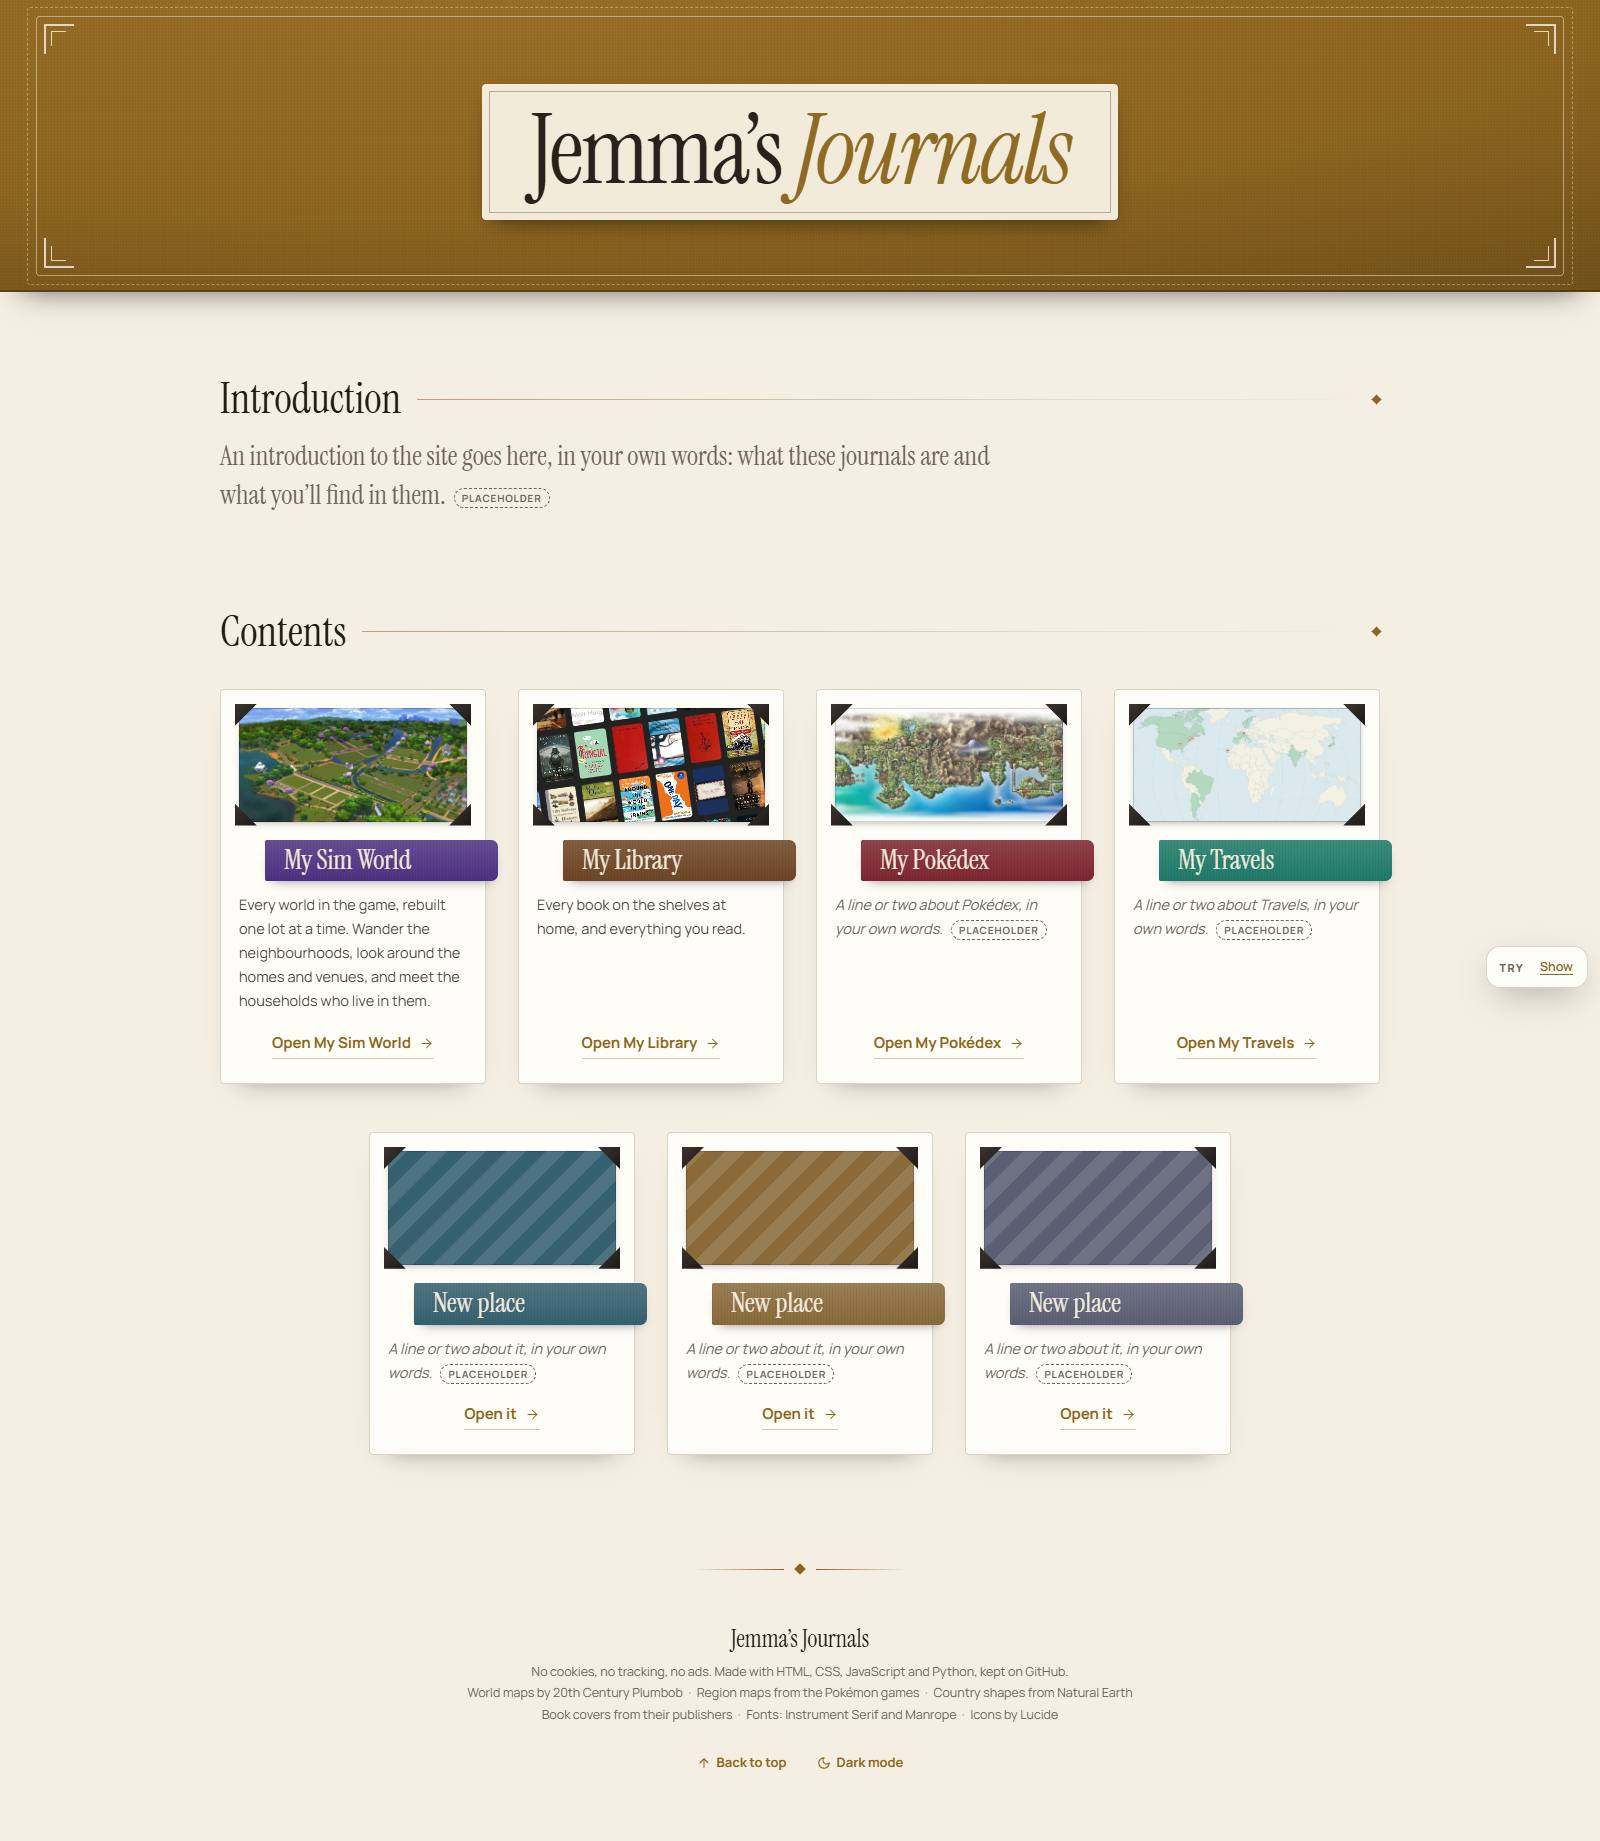 Jemma’s Journals
Introduction
An introduction to the site goes here, in your own words: what these journals are and
what you’ll find in them. PLACEHOLDER
Contents
My Sim World
Every world in the game, rebuilt
one lot at a time. Wander the
neighbourhoods, look around the
homes and venues, and meet the
households who live in them.
Open My Sim World →
My Library
Every book on the shelves at
home, and everything you read.
Open My Library →
My Pokédex
A line or two about Pokédex, in
your own words. PLACEHOLDER
Open My Pokédex →
My Travels
A line or two about Travels, in your
own words. PLACEHOLDER
Open My Travels →
TRY Show
New place
A line or two about it, in your own
words. PLACEHOLDER
Open it →
New place
A line or two about it, in your own
words. PLACEHOLDER
Open it →
New place
A line or two about it, in your own
words. PLACEHOLDER
Open it →
Jemma’s Journals
No cookies, no tracking, no ads. Made with HTML, CSS, JavaScript and Python, kept on GitHub.
World maps by 20th Century Plumbob · Region maps from the Pokémon games · Country shapes from Natural Earth
Book covers from their publishers · Fonts: Instrument Serif and Manrope · Icons by Lucide
↑ Back to top
Dark mode